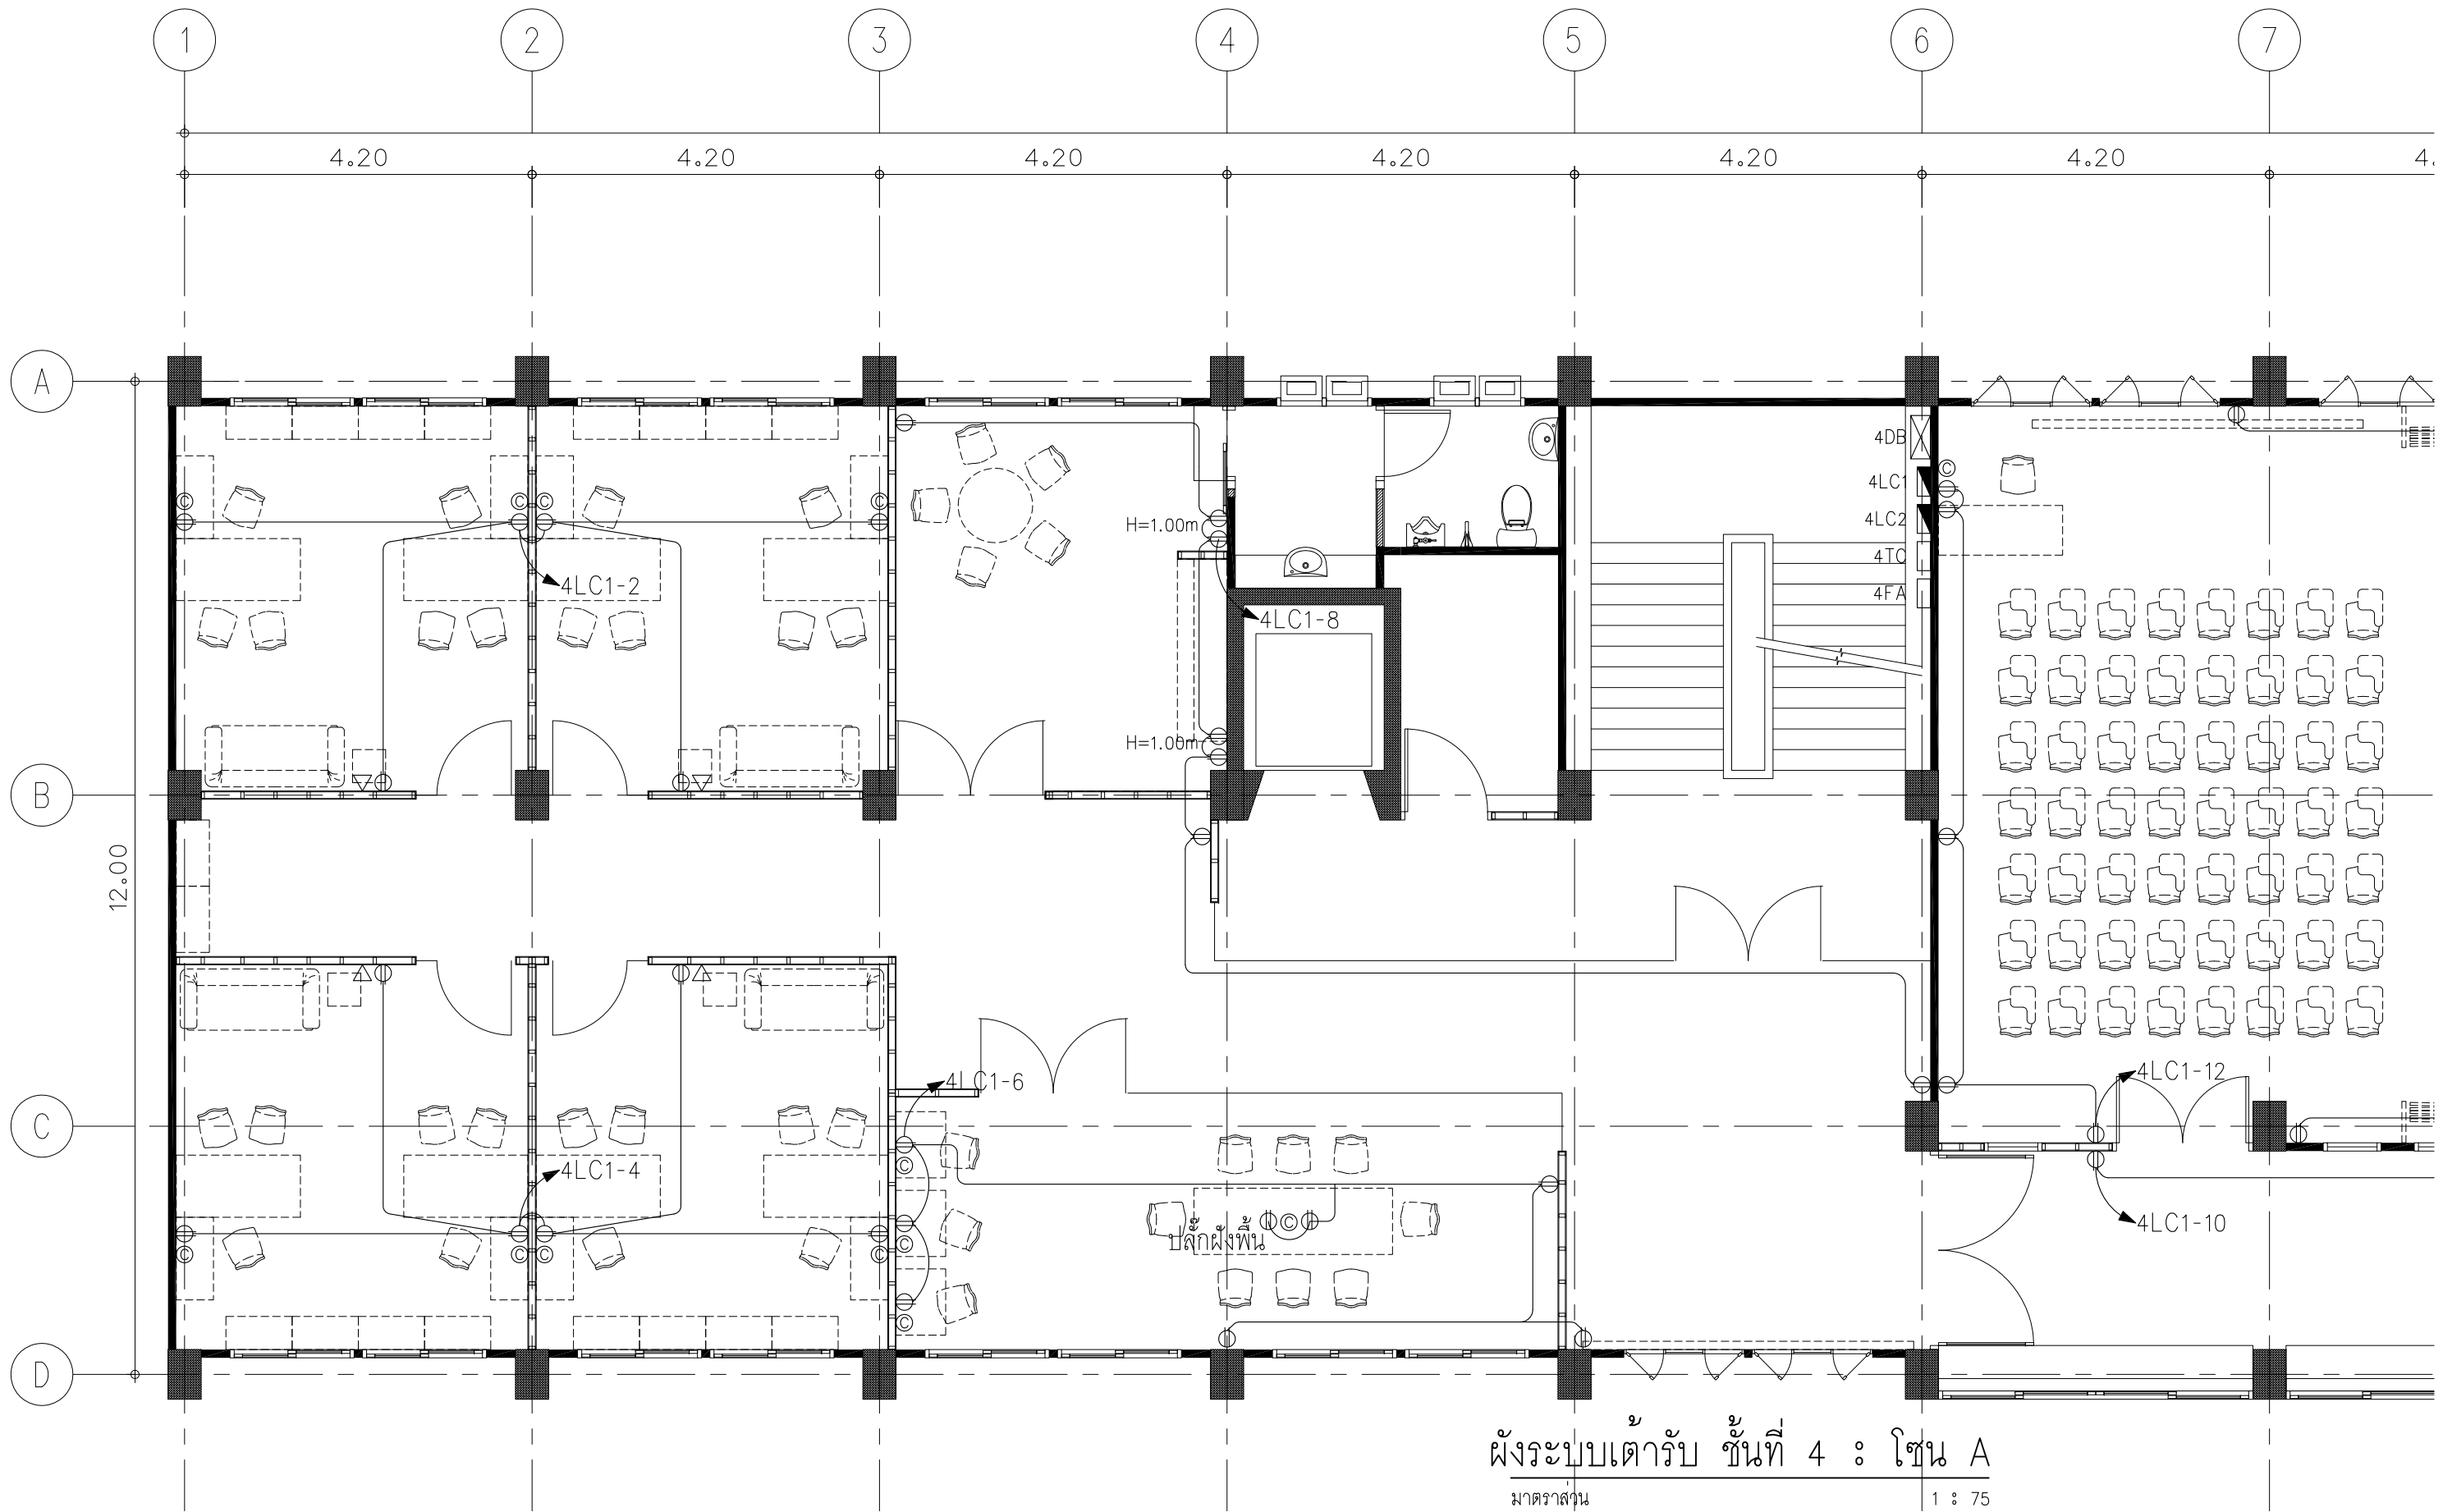 1 2 3 4 5 6 7
4.20 4.20 4.20 4.20 4.20 4.20
A
4DB
© © © © ©
4LC1
4LC2
H=1.00m
4TC
4LC1-2
4FA
4LC1-8
H=1.00m
B
12.00
4LC1-12
4LC1-6
C
©
4LC1-4
4LC1-10
©
ปลั๊กฝังพื้น
© © © © ©
©
D
ผังระบบเต้ารับ ชั้นที่ 4 : โซน A
มาตราส่วน 1 : 75